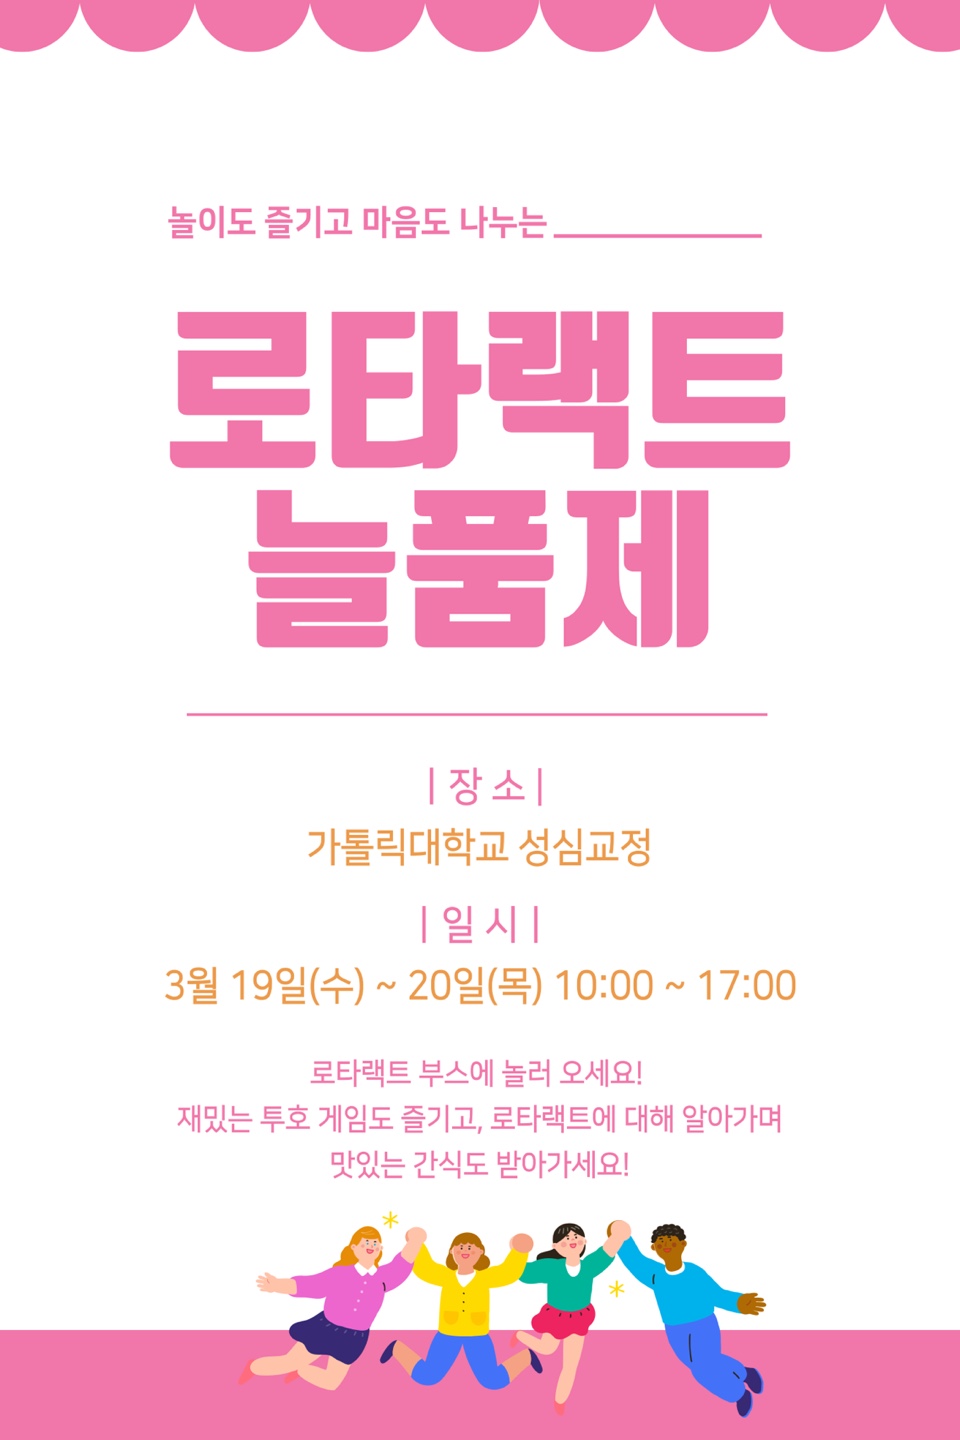 놀이도 즐기고 마음도 나누는
로타랙트
늘품제
| 장 소 |
가톨릭대학교 성심교정
| 일 시 |
3월 19일(수) ~ 20일(목) 10:00 ~ 17:00
로타랙트 부스에 놀러 오세요!
재밌는 투호 게임도 즐기고, 로타랙트에 대해 알아가며
맛있는 간식도 받아가세요!